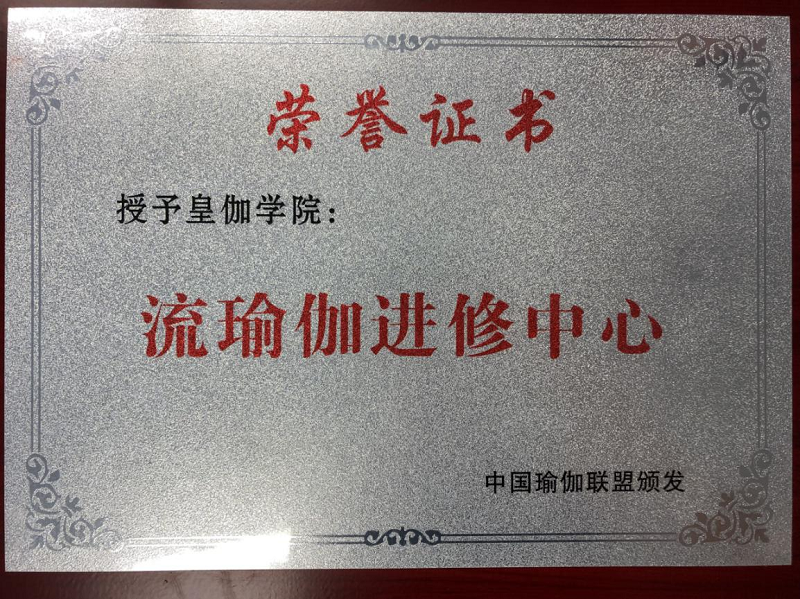 荣誉证书
授予皇伽学院：
流瑜伽进修中心
中国瑜伽联盟颁发